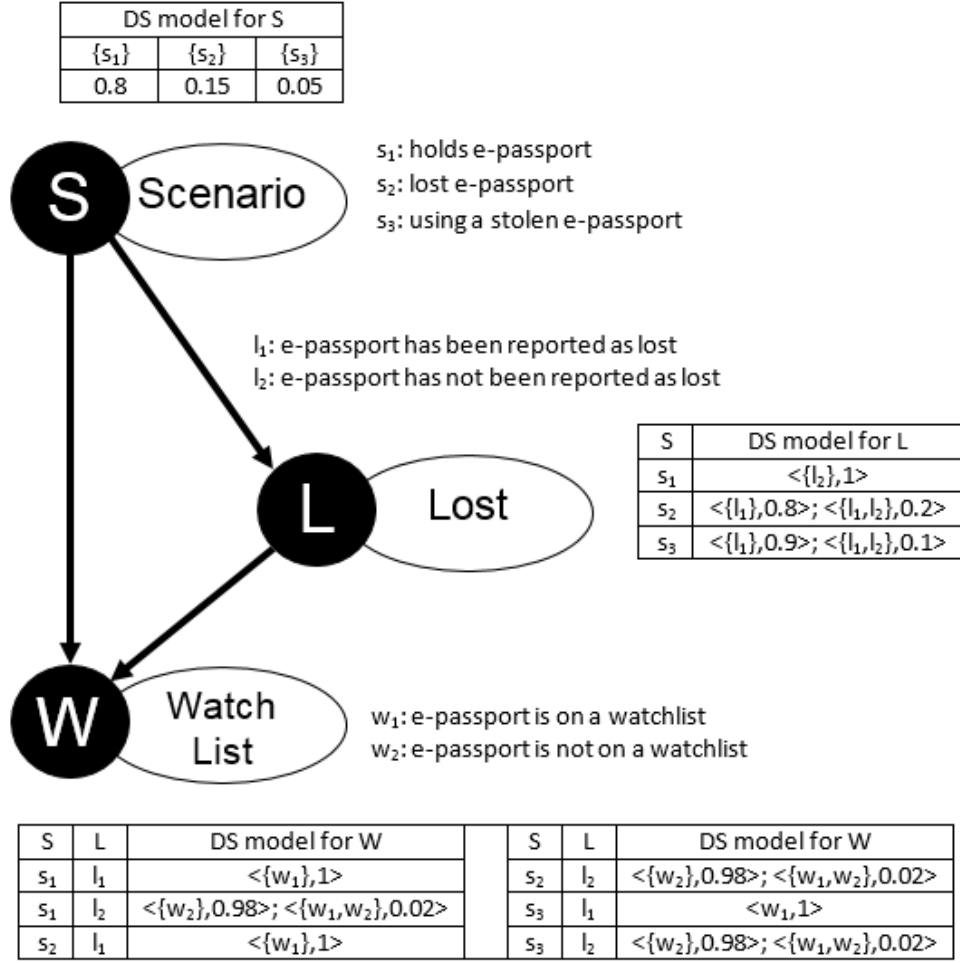 DS model for S
{s₁} {s₂} {s₃}
0.8 0.15 0.05
S Scenario
s₁: holds e-passport
s₂: lost e-passport
s₃: using a stolen e-passport
l₁: e-passport has been reported as lost
l₂: e-passport has not been reported as lost
S DS model for L
s₁ <{l₂},1>
s₂ <{l₁},0.8>; <{l₁,l₂},0.2>
s₃ <{l₁},0.9>; <{l₁,l₂},0.1>
L Lost
W Watch
List
w₁: e-passport is on a watchlist
w₂: e-passport is not on a watchlist
S L DS model for W S L DS model for W
s₁ l₁ <{w₁},1> s₂ l₂ <{w₂},0.98>; <{w₁,w₂},0.02>
s₁ l₂ <{w₂},0.98>; <{w₁,w₂},0.02> s₃ l₁ <w₁,1>
s₂ l₁ <{w₁},1> s₃ l₂ <{w₂},0.98>; <{w₁,w₂},0.02>